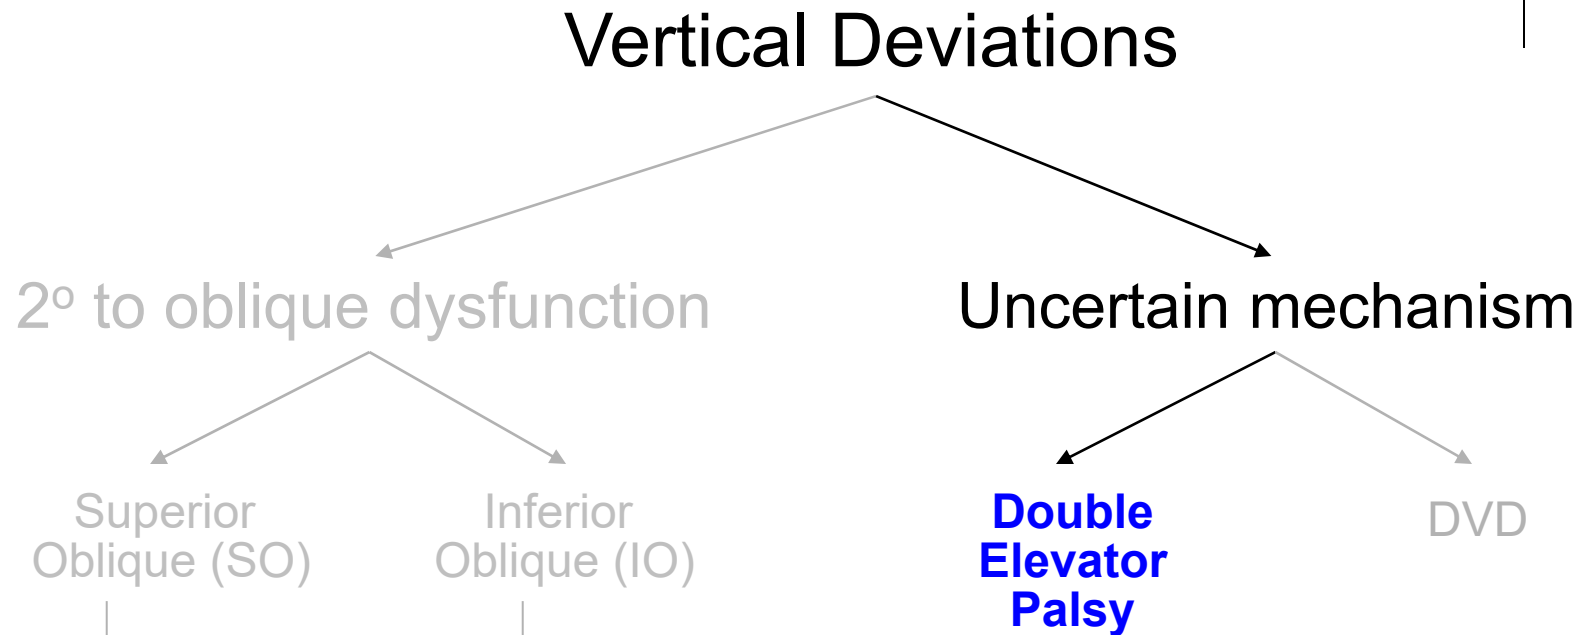 Vertical Deviations
2º to oblique dysfunction
Uncertain mechanism
Superior
Oblique (SO)
Inferior
Oblique (IO)
Double
Elevator
Palsy
DVD